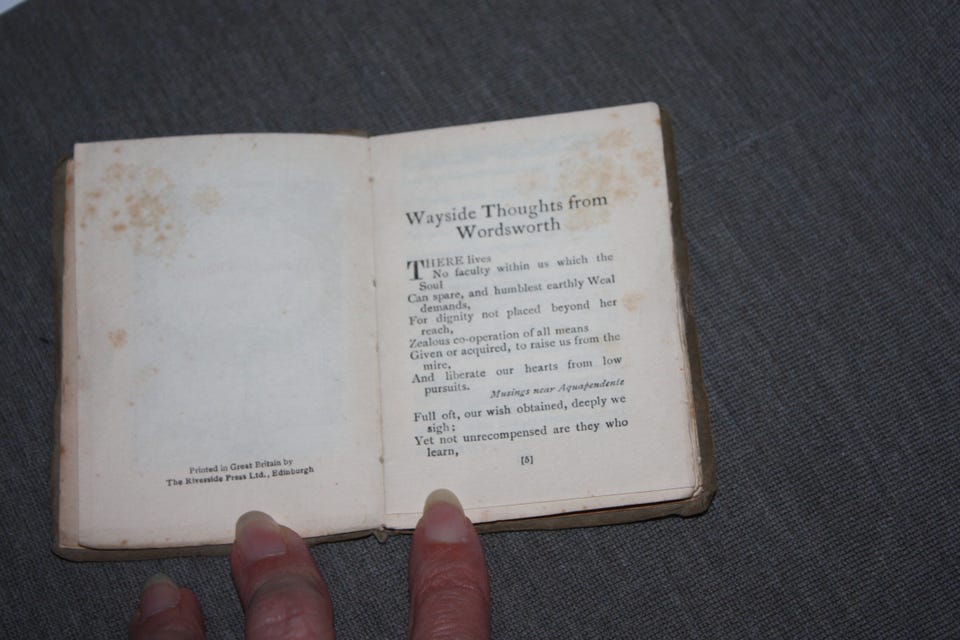 Printed in Great Britain by
The Riverside Press Ltd., Edinburgh
Wayside Thoughts from
Wordsworth
THERE lives
No faculty within us which the
Soul
Can spare, and humblest earthly Weal
demands,
For dignity not placed beyond her
reach,
Zealous co-operation of all means
Given or acquired, to raise us from the
mire,
And liberate our hearts from low
pursuits.
Musings near Aquapendente
Full oft, our wish obtained, deeply we
sigh;
Yet not unrecompensed are they who
learn,
[5]